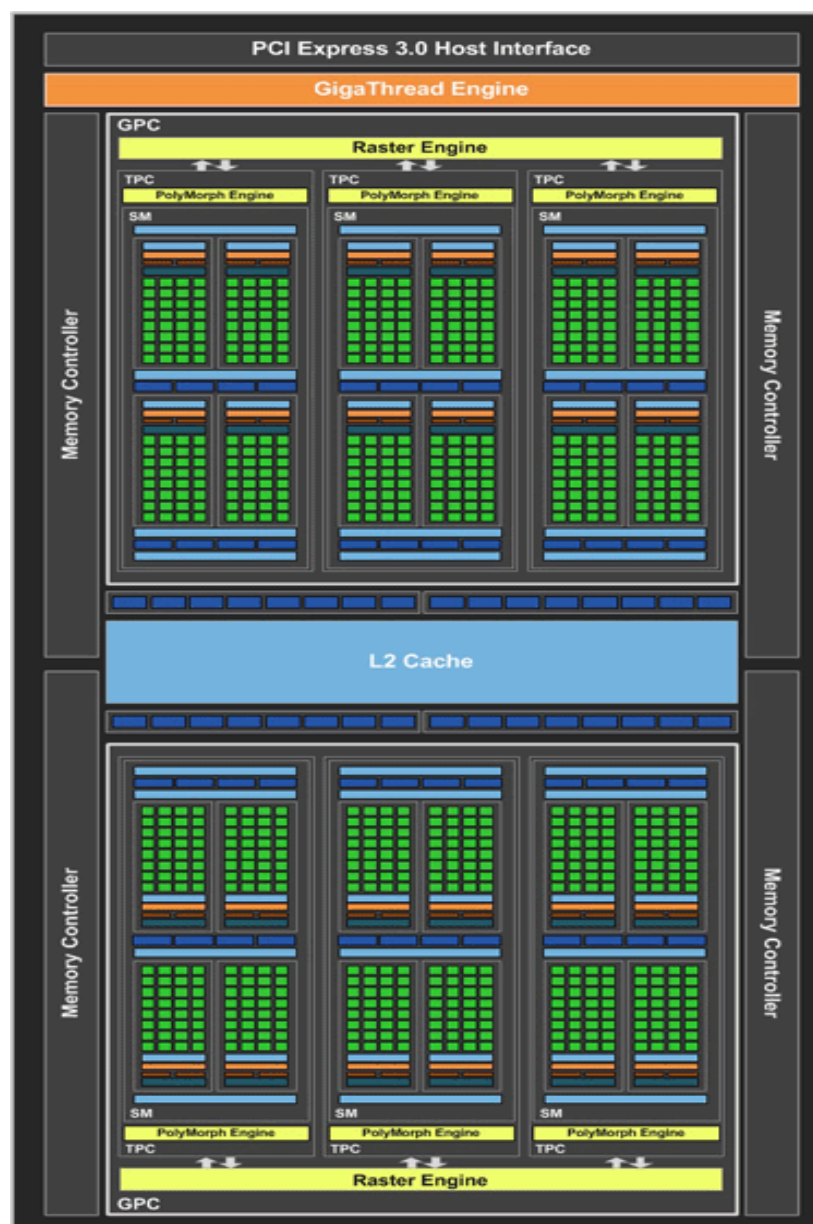 PCI Express 3.0 Host Interface
GigaThread Engine
GPC
Raster Engine
TPC
TPC
TPC
PolyMorph Engine
PolyMorph Engine
PolyMorph Engine
SM
SM
SM
Memory Controller
Memory Controller
L2 Cache
Memory Controller
Memory Controller
SM
SM
SM
PolyMorph Engine
PolyMorph Engine
PolyMorph Engine
TPC
TPC
TPC
Raster Engine
GPC